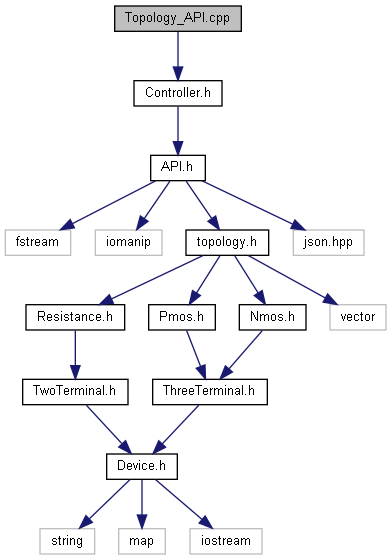 Topology_API.cpp
Controller.h
API.h
fstream
iomanip
topology.h
json.hpp
Resistance.h
Pmos.h
Nmos.h
vector
TwoTerminal.h
ThreeTerminal.h
Device.h
string
map
iostream